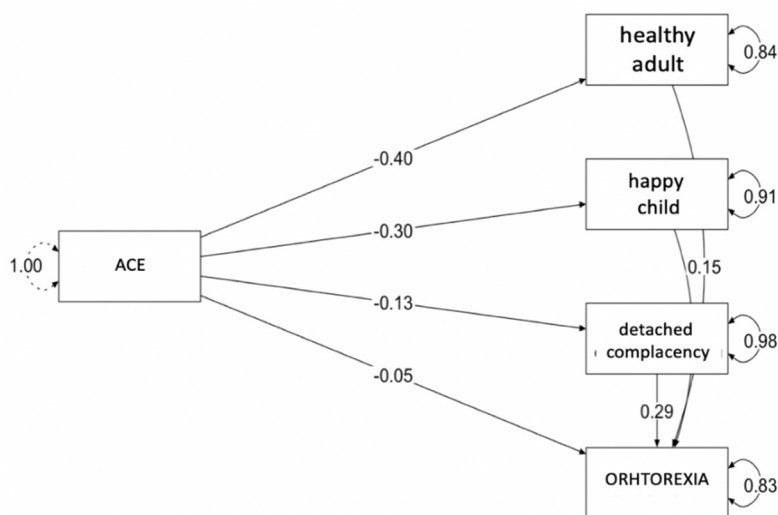 healthy
adult
0.84
-0.40
happy
child
0.91
-0.30
1.00
ACE
0.15
-0.13
detached
complacency
0.98
-0.05
0.29
ORHTOREXIA
0.83